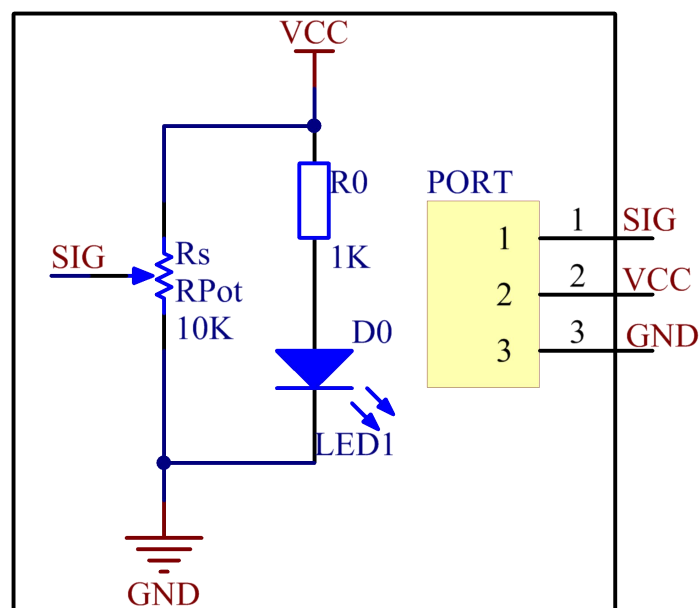 VCC
R0
PORT
1 SIG
1
SIG
Rs
1K
2 VCC
2
RPot
10K
D0
3 GND
3
LED1
GND